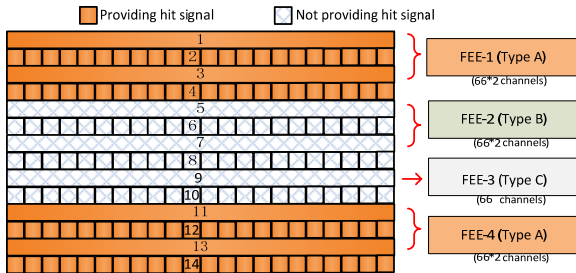 Providing hit signal
Not providing hit signal
1
2
3
4
5
6
7
8
9
10
11
12
13
14
FEE-1 (Type A)
(66*2 channels)
FEE-2 (Type B)
(66*2 channels)
FEE-3 (Type C)
(66 channels)
FEE-4 (Type A)
(66*2 channels)